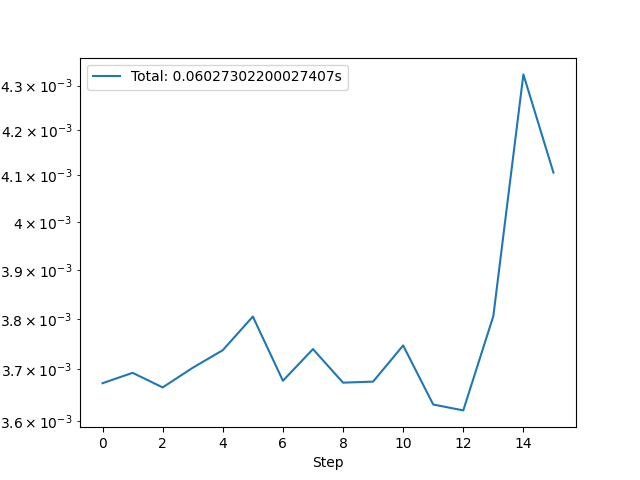 Total: 0.06027302200027407s
4.3 × 10⁻³
4.2 × 10⁻³
4.1 × 10⁻³
4 × 10⁻³
3.9 × 10⁻³
3.8 × 10⁻³
3.7 × 10⁻³
3.6 × 10⁻³
0 2 4 6 8 10 12 14
Step